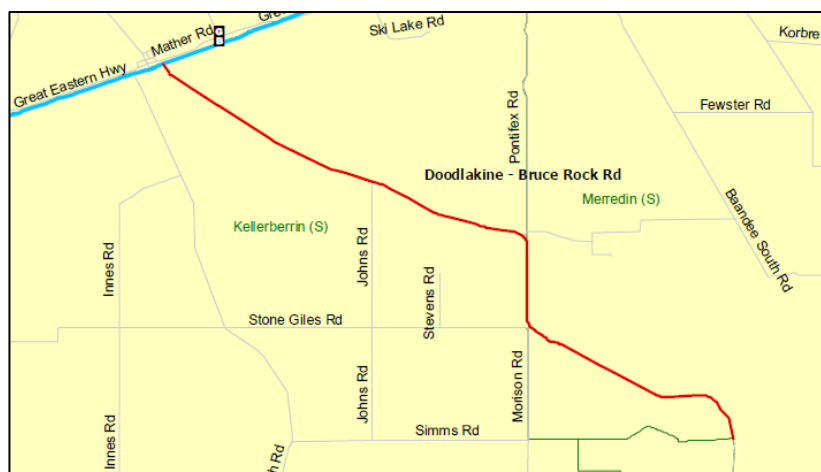 Great
Mather Rd
Ski Lake Rd
Korbre
Great Eastern Hwy
Pontifex Rd
Fewster Rd
Doodlakine - Bruce Rock Rd
Merredin (S)
Kellerberrin (S)
Baandee South Rd
Innes Rd
Johns Rd
Stevens Rd
Stone Giles Rd
Morison Rd
Johns Rd
Simms Rd
Innes Rd
h Rd